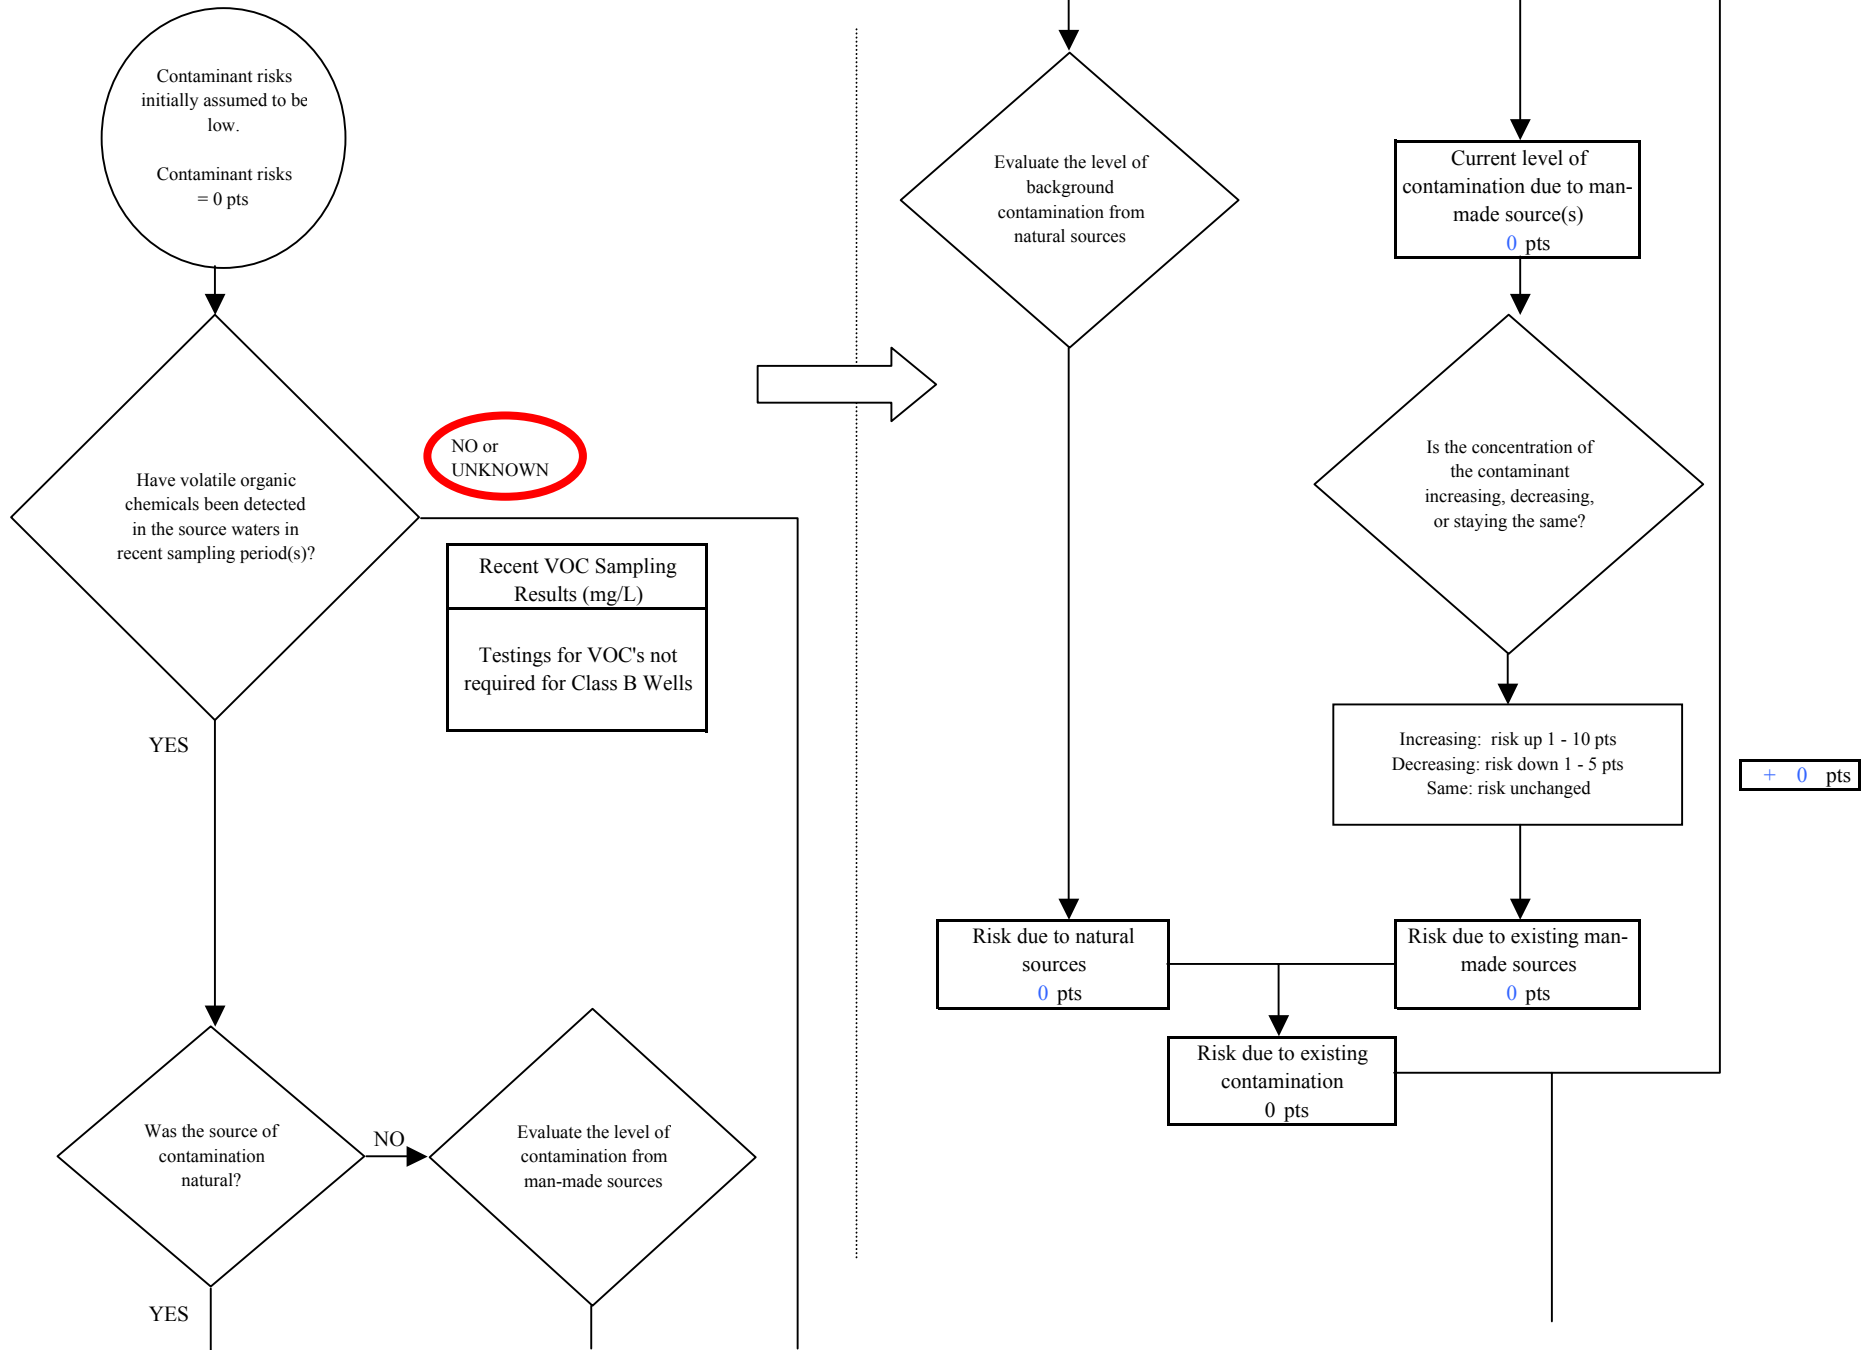 Contaminant risks
initially assumed to be
low.
Contaminant risks
= 0 pts
Have volatile organic
chemicals been detected
in the source waters in
recent sampling period(s)?
NO or
UNKNOWN
Recent VOC Sampling
Results (mg/L)
Testings for VOC's not
required for Class B Wells
YES
Was the source of
contamination
natural?
NO
Evaluate the level of
contamination from
man-made sources
YES
Evaluate the level of
background
contamination from
natural sources
Current level of
contamination due to man-
made source(s)
0 pts
Is the concentration of
the contaminant
increasing, decreasing,
or staying the same?
Increasing: risk up 1 - 10 pts
Decreasing: risk down 1 - 5 pts
Same: risk unchanged
+ 0 pts
Risk due to natural
sources
0 pts
Risk due to existing man-
made sources
0 pts
Risk due to existing
contamination
0 pts